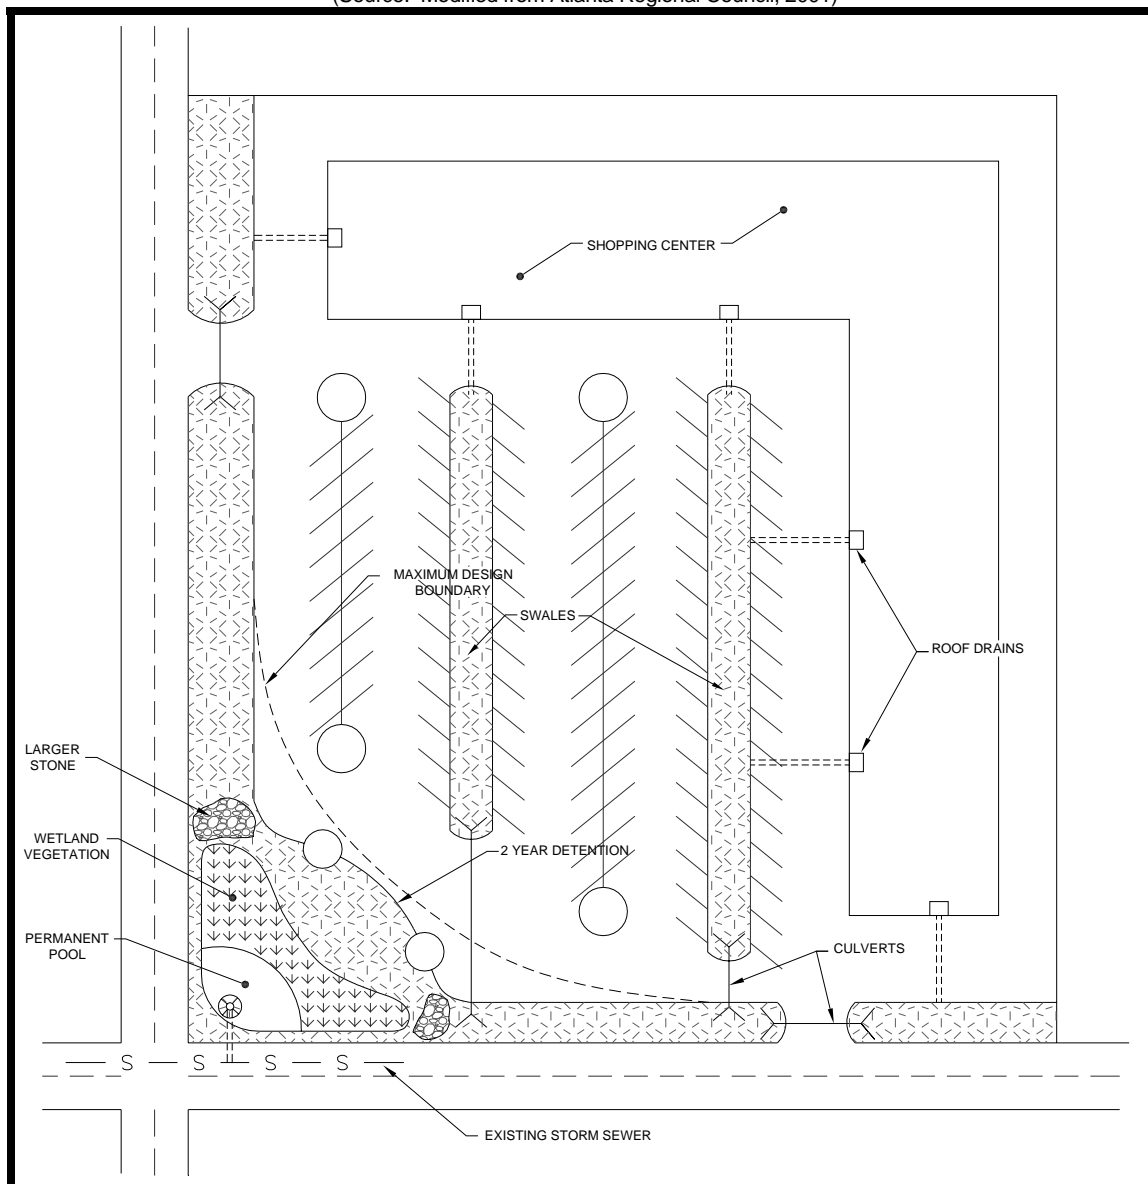 (Source: Modified from Atlanta Regional Council, 2001)
SHOPPING CENTER
MAXIMUM DESIGN
BOUNDARY
SWALES
ROOF DRAINS
LARGER
STONE
WETLAND
VEGETATION
2 YEAR DETENTION
PERMANENT
POOL
CULVERTS
S S S S
EXISTING STORM SEWER